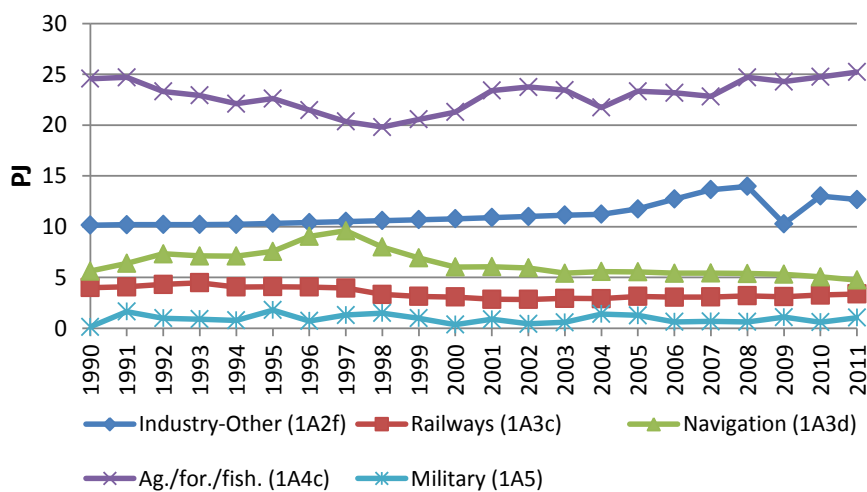 30
25
20
15
10
5
0
PJ
1990 1991 1992 1993 1994 1995 1996 1997 1998 1999 2000 2001 2002 2003 2004 2005 2006 2007 2008 2009 2010 2011
Industry-Other (1A2f) Railways (1A3c) Navigation (1A3d)
Ag./for./fish. (1A4c) Military (1A5)